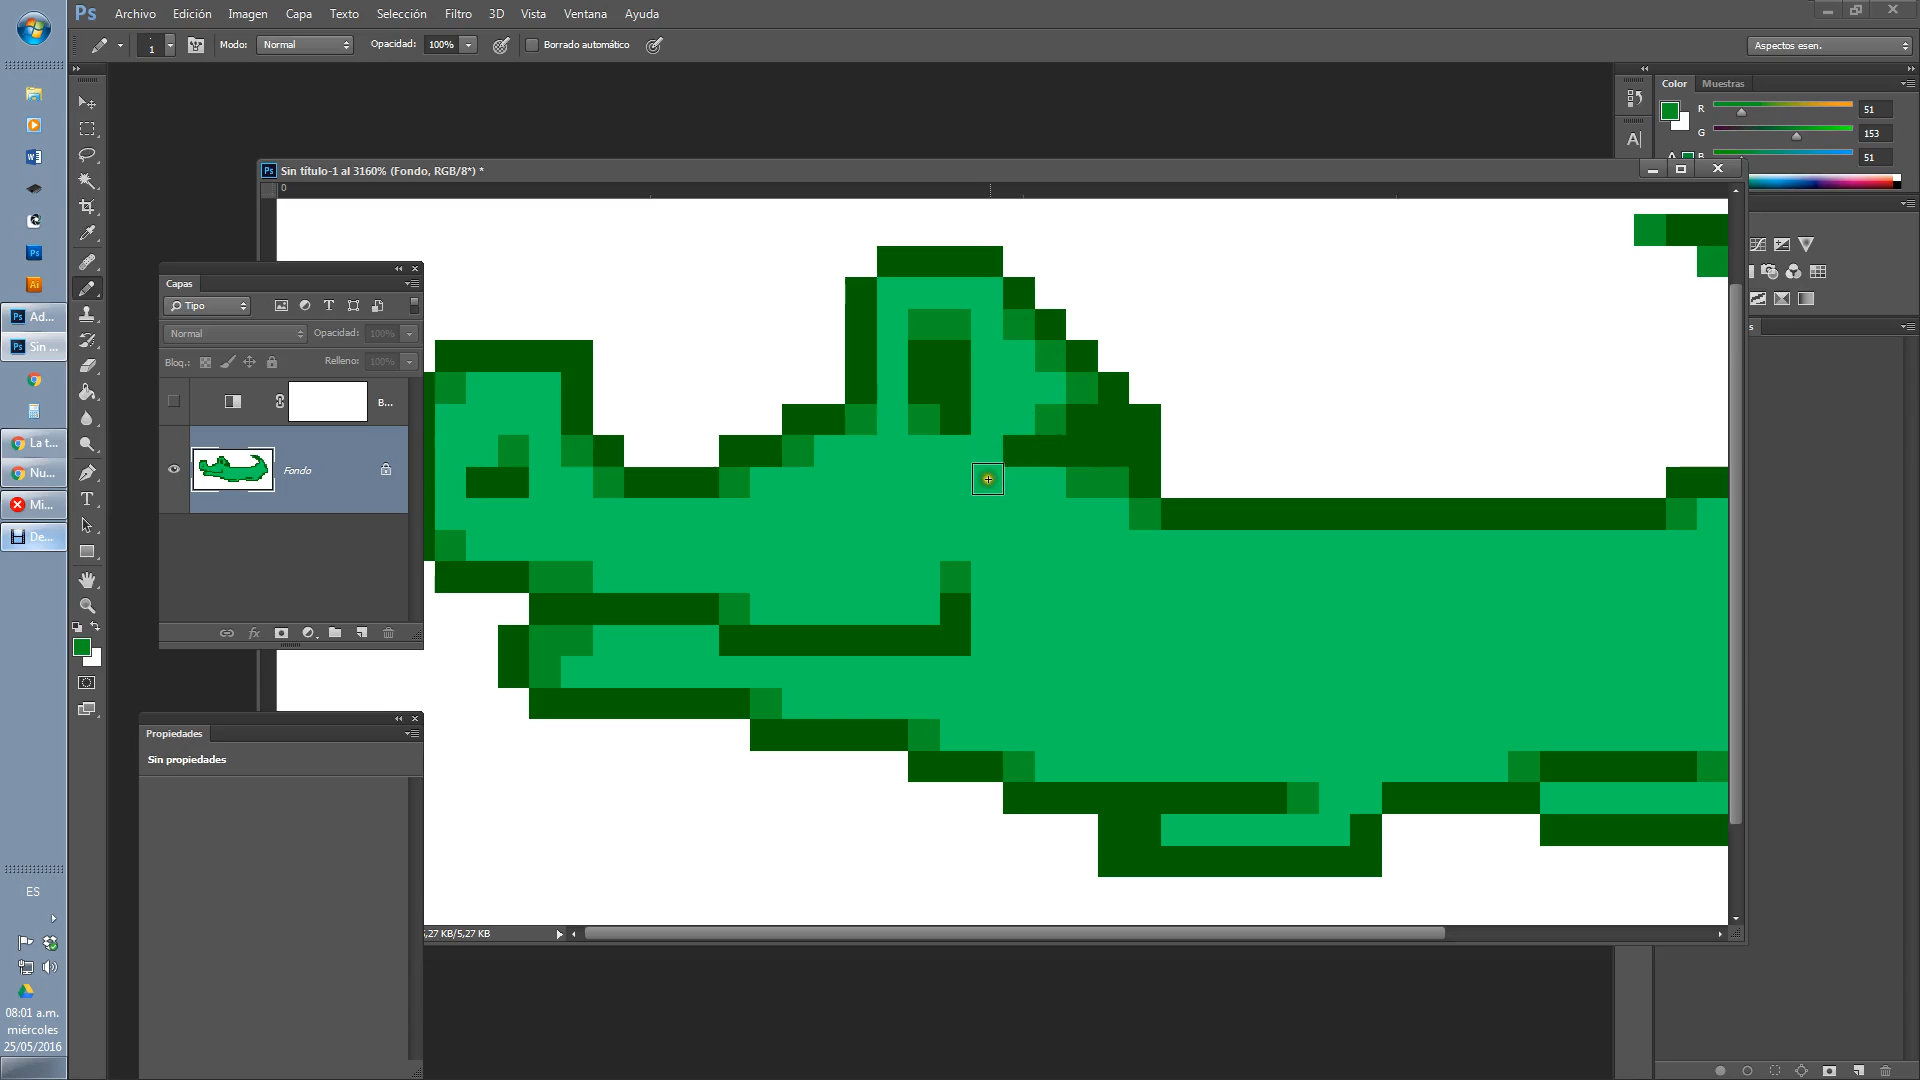 Ps Archivo Edición Imagen Capa Texto Selección Filtro 3D Vista Ventana Ayuda
1 Modo: Normal Opacidad: 100% Borrado automático Aspectos esen.
Color Muestras
R 51
G 153
B 51
Sin título-1 al 3160% (Fondo, RGB/8*) *
0
Capas
Tipo
Normal Opacidad: 100%
Bloq.: Relleno: 100%
B...
Fondo
Propiedades
Sin propiedades
Ad...
Sin ...
La t...
Nu...
Mi...
De...
ES
08:01 a.m.
miércoles
25/05/2016
5,27 KB/5,27 KB